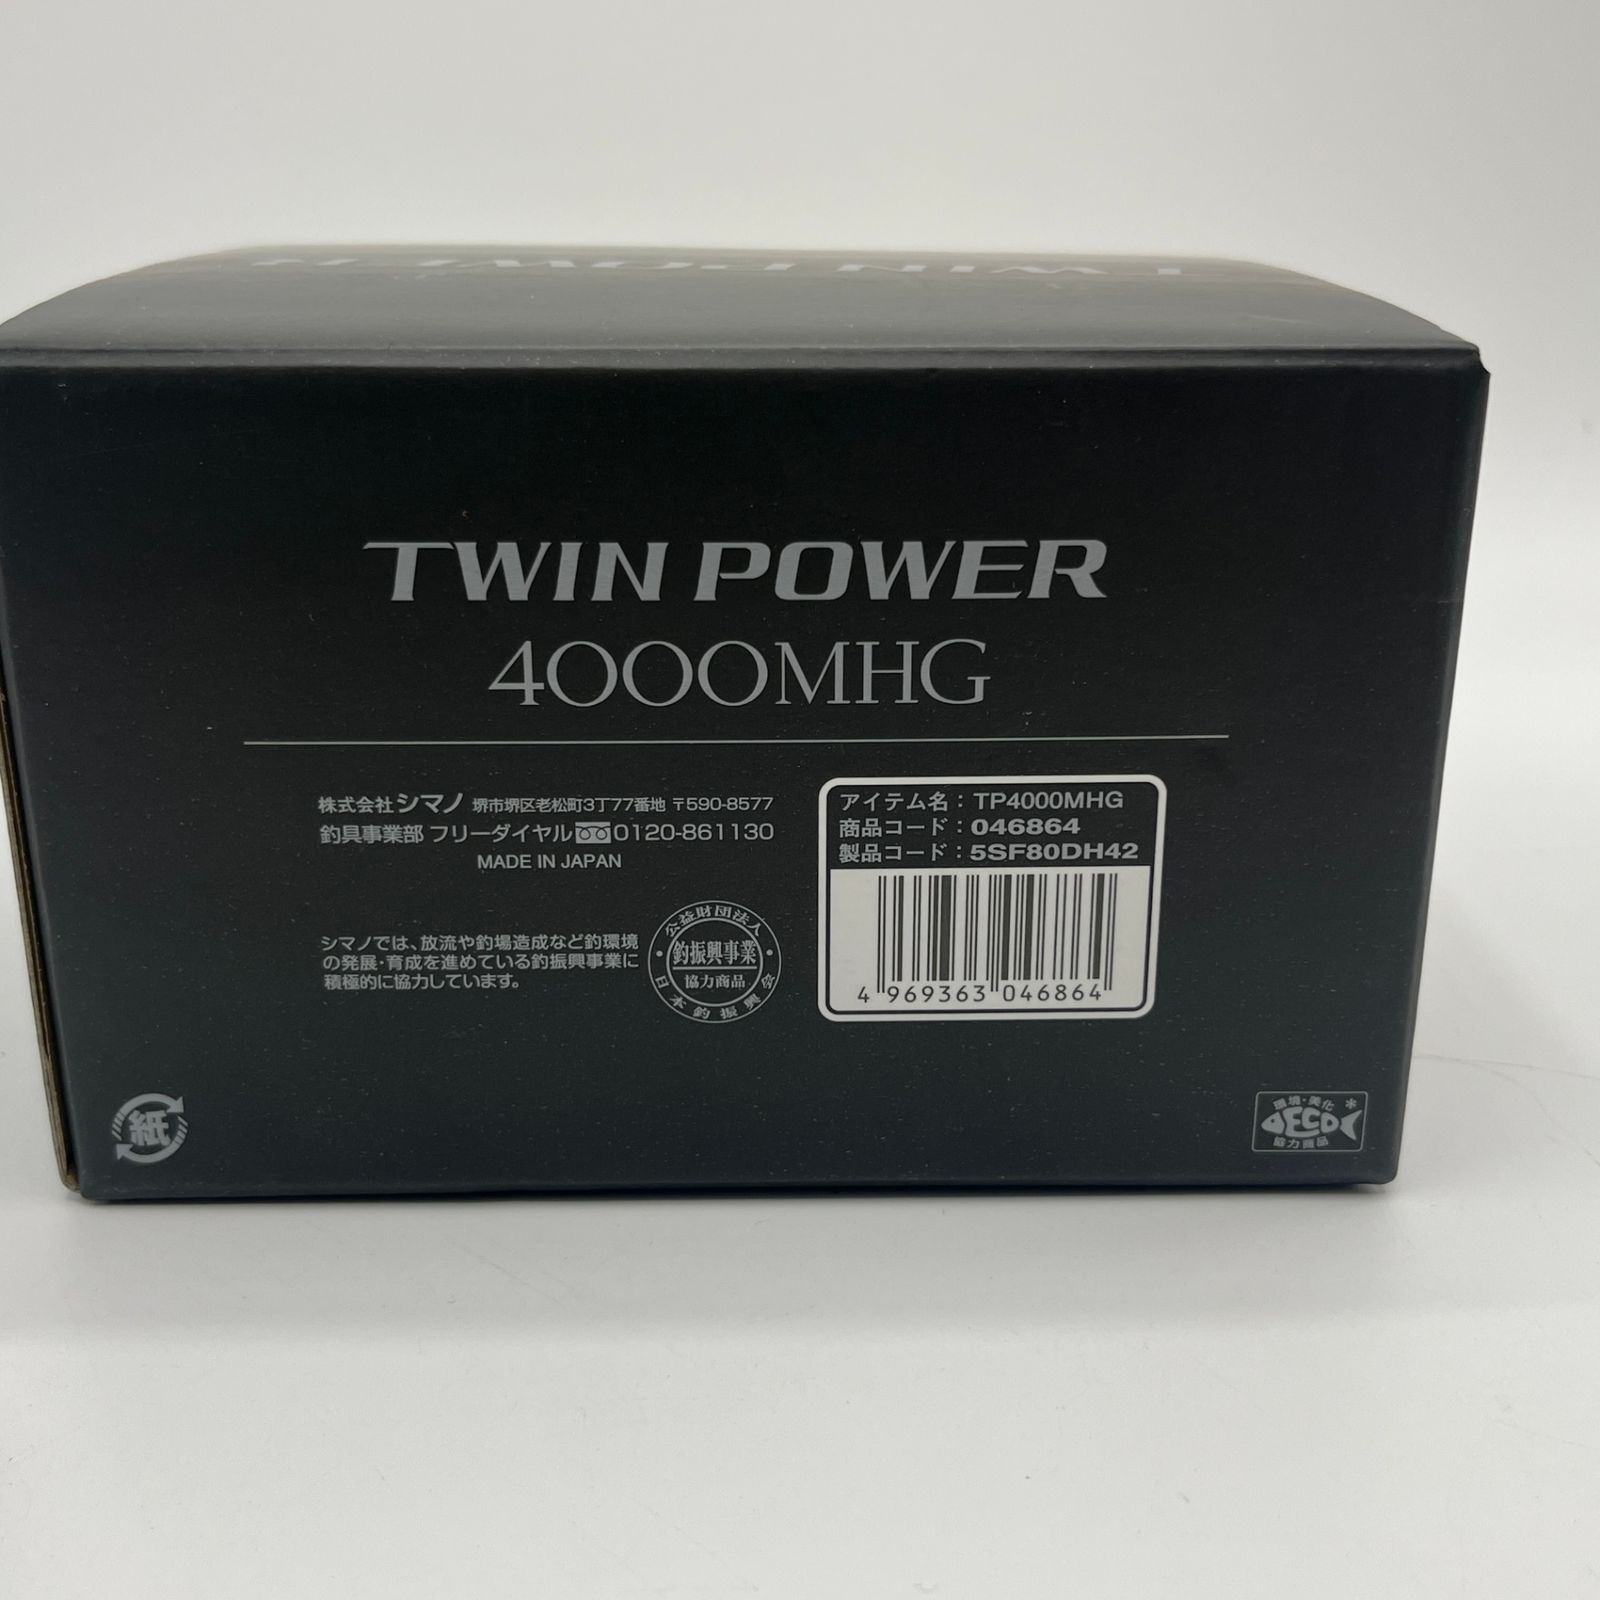 TWIN POWER
TWIN POWER
4000MHG
株式会社シマノ 堺市堺区老松町3丁77番地 〒590-8577
釣具事業部 フリーダイヤル 0120-861130
MADE IN JAPAN
シマノでは、放流や釣場造成など釣環境
の発展・育成を進めている釣振興事業に
積極的に協力しています。
公益財団法人
釣振興事業
協力商品
日本釣振興会
アイテム名：TP4000MHG
商品コード：046864
製品コード：5SF80DH42
4 969363 046864
紙
環境・美化
ECO
協力商品